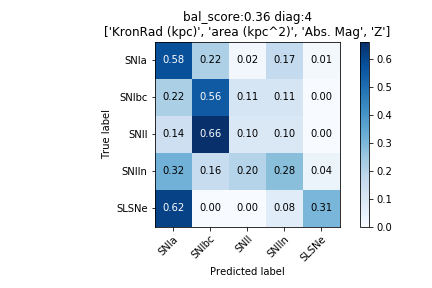 bal_score:0.36 diag:4
['KronRad (kpc)', 'area (kpc^2)', 'Abs. Mag', 'Z']
True label
SNIa 0.58 0.22 0.02 0.17 0.01
SNIbc 0.22 0.56 0.11 0.11 0.00
SNII 0.14 0.66 0.10 0.10 0.00
SNIIn 0.32 0.16 0.20 0.28 0.04
SLSNe 0.62 0.00 0.00 0.08 0.31
SNIa SNIbc SNII SNIIn SLSNe
Predicted label
0.6
0.5
0.4
0.3
0.2
0.1
0.0